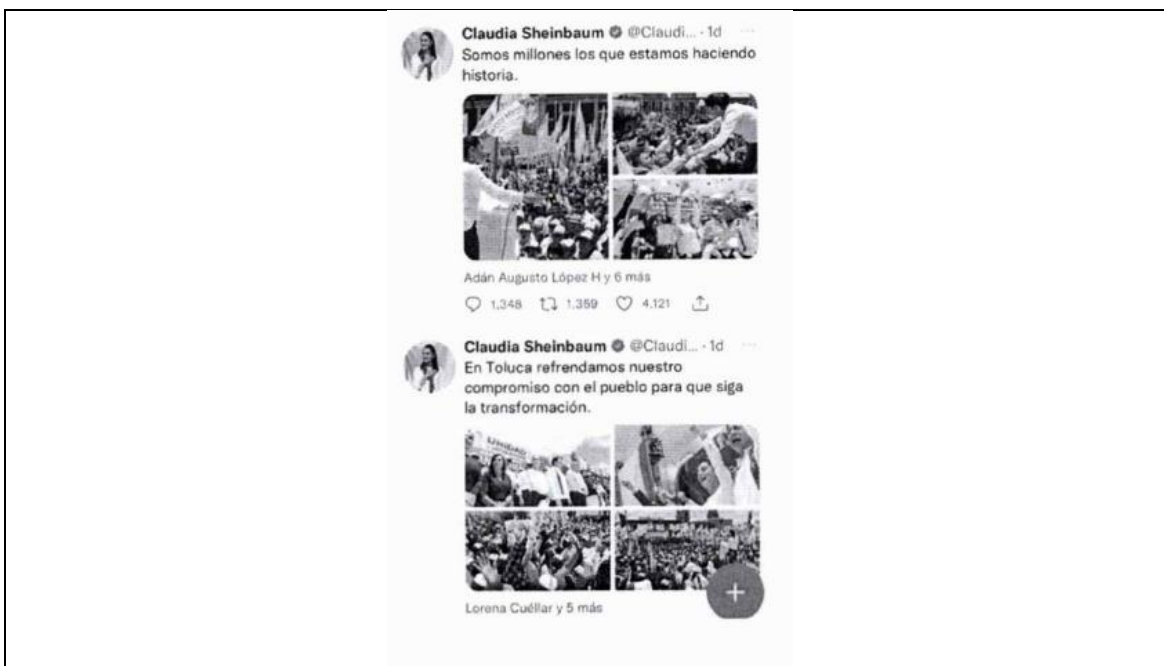 Claudia Sheinbaum @Claudi... · 1d
Somos millones los que estamos haciendo
historia.
Adán Augusto López H y 6 más
1,348 1,359 4,121
Claudia Sheinbaum @Claudi... · 1d
En Toluca refrendamos nuestro
compromiso con el pueblo para que siga
la transformación.
UNIDAD
Lorena Cuéllar y 5 más